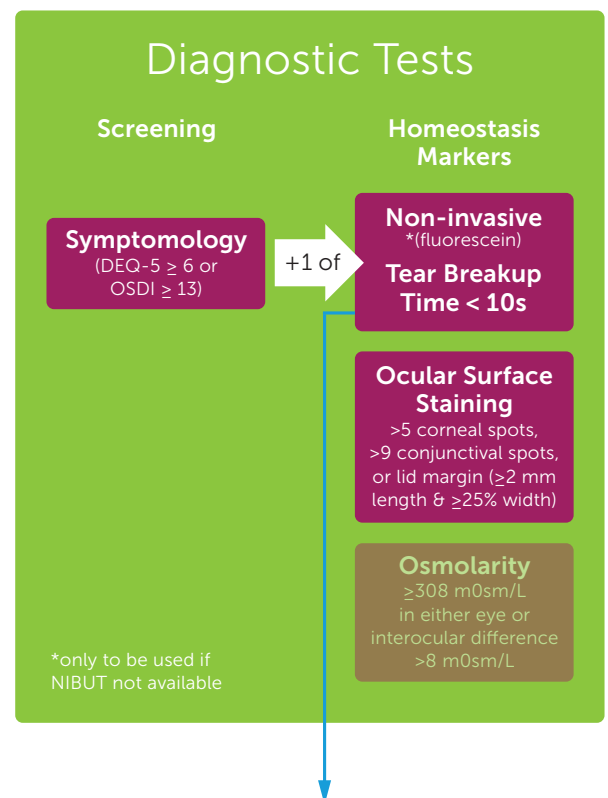 Diagnostic Tests
Screening
Homeostasis
Markers
Symptomology
(DEQ-5 ≥ 6 or
OSDI ≥ 13)
+1 of
Non-invasive
*(fluorescein)
Tear Breakup
Time < 10s
Ocular Surface
Staining
>5 corneal spots,
>9 conjunctival spots,
or lid margin (≥2 mm
length & ≥25% width)
Osmolarity
≥308 m0sm/L
in either eye or
interocular difference
>8 m0sm/L
*only to be used if
NIBUT not available